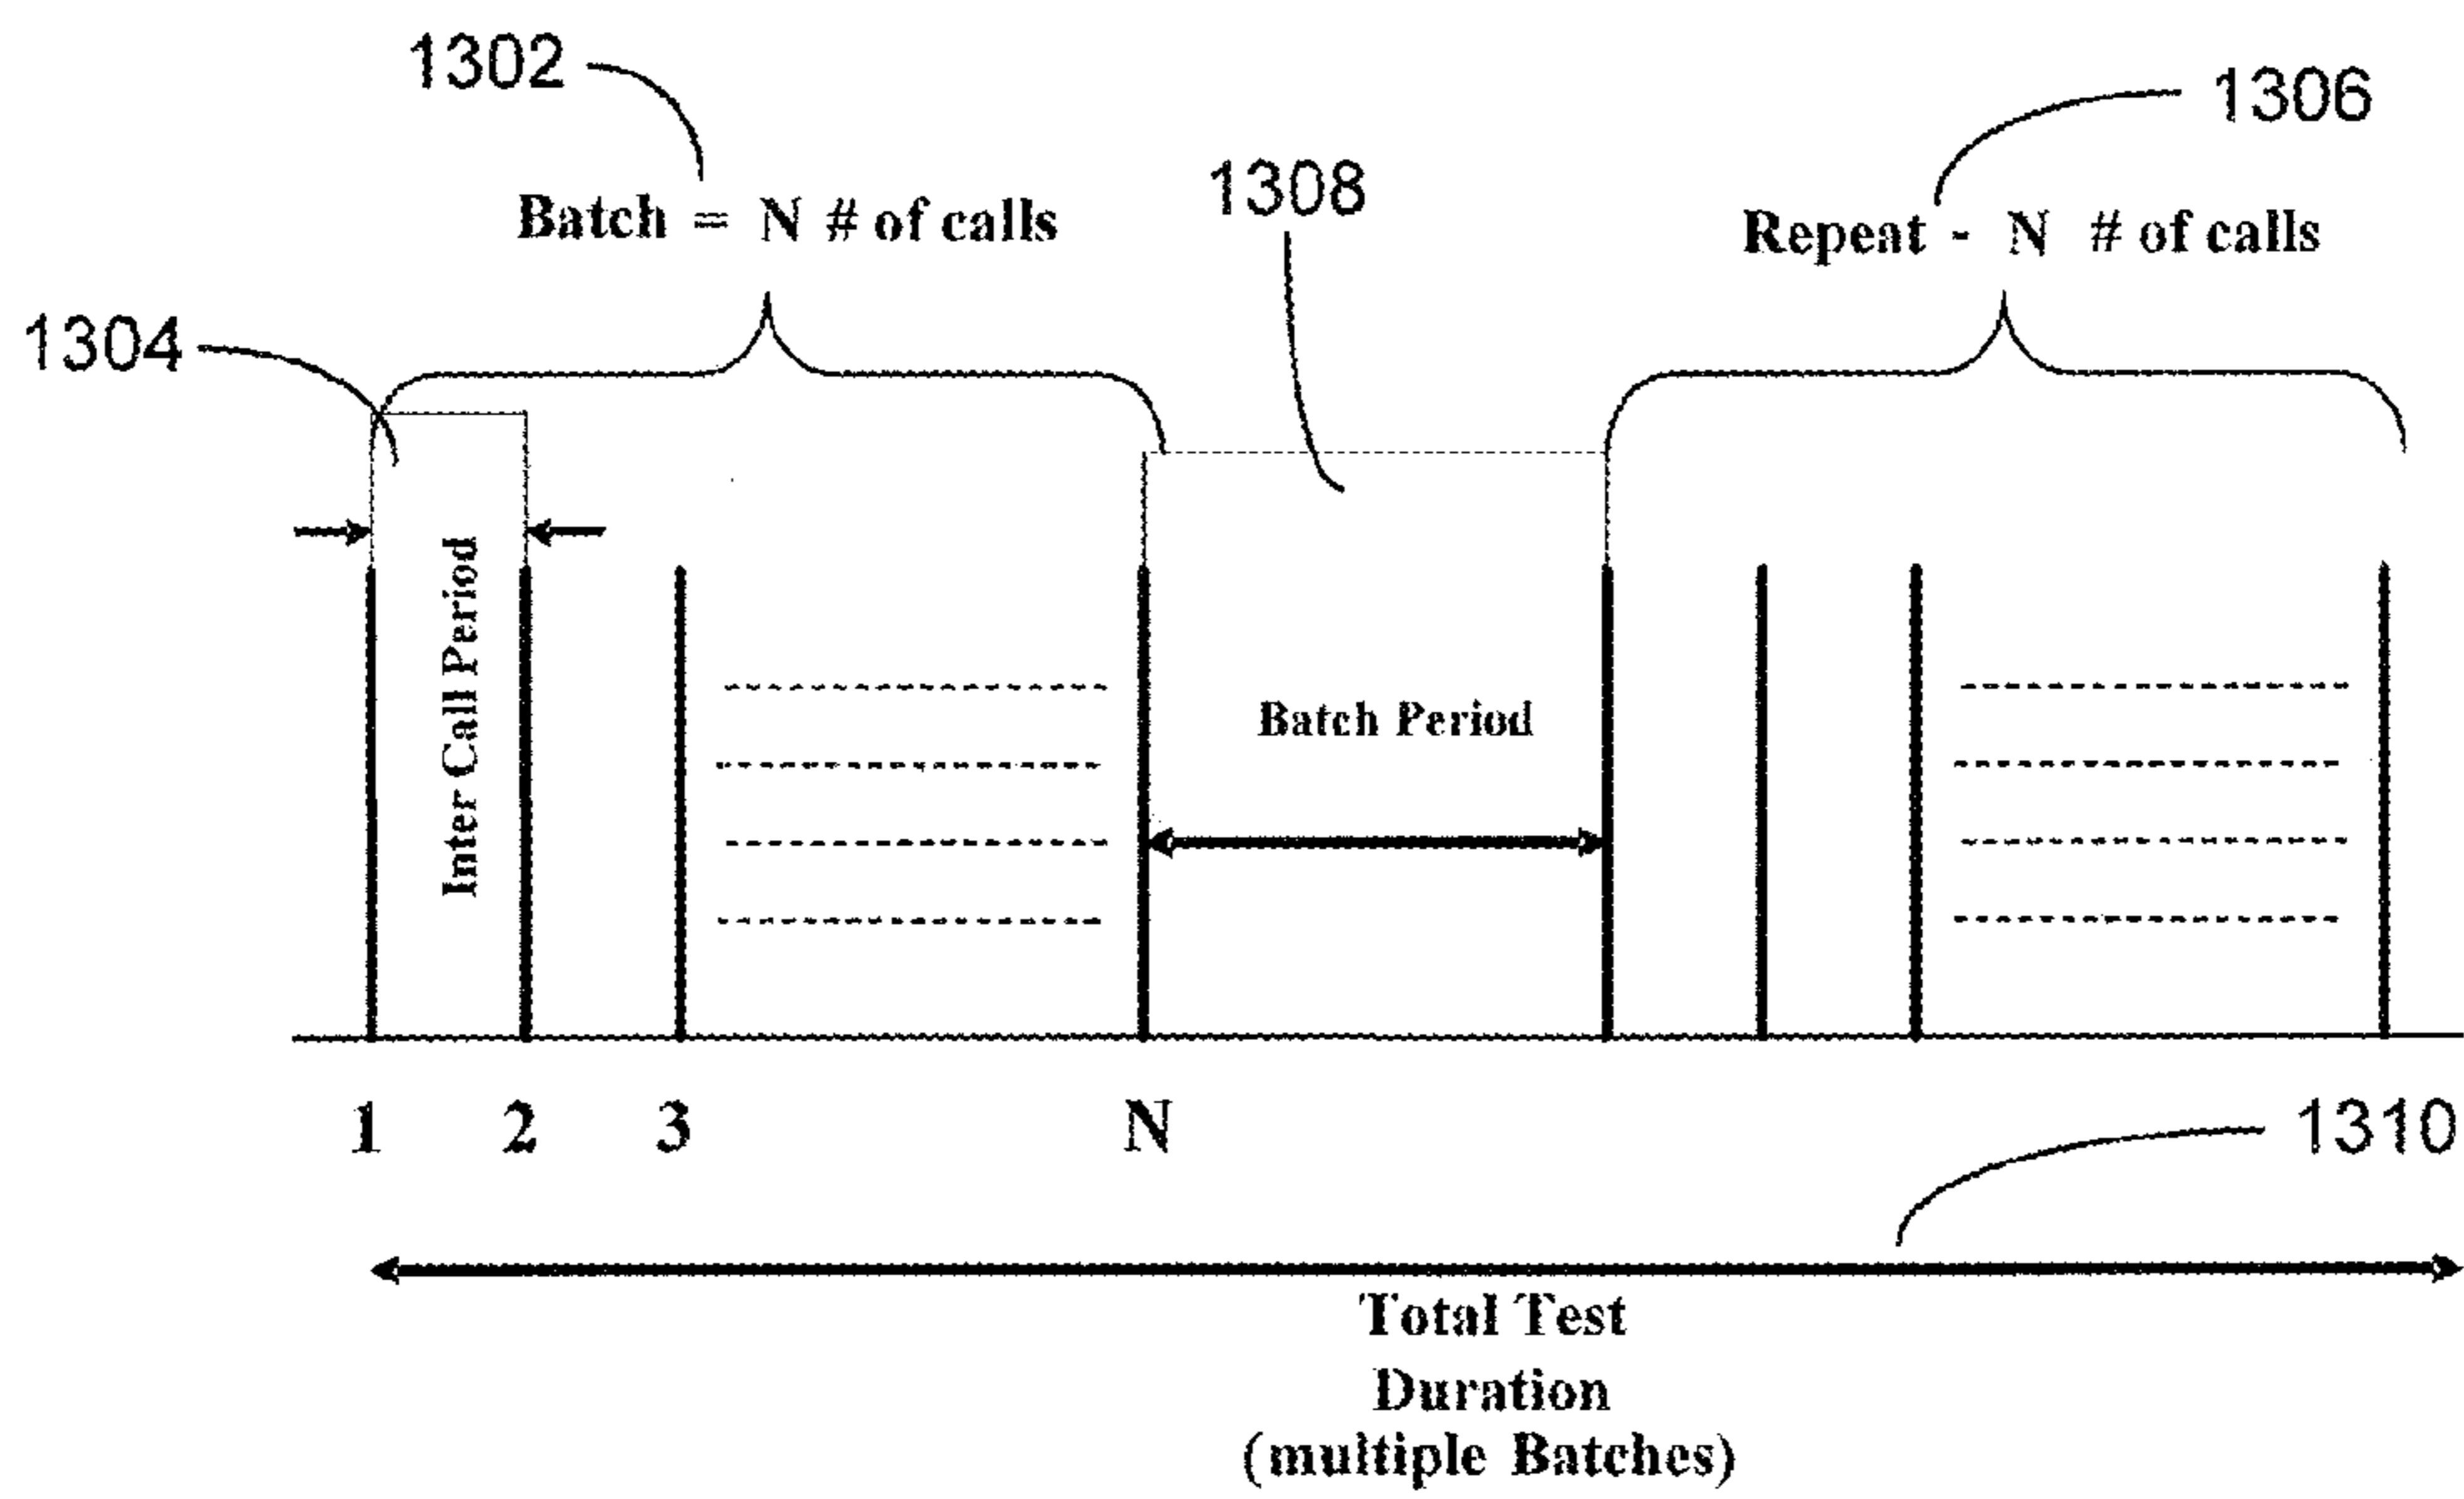 1302
1306
1308
Batch = N # of calls
Repeat - N # of calls
1304
Inter Call Period
Batch Period
1 2 3 N
1310
Total Test
Duration
(multiple Batches)